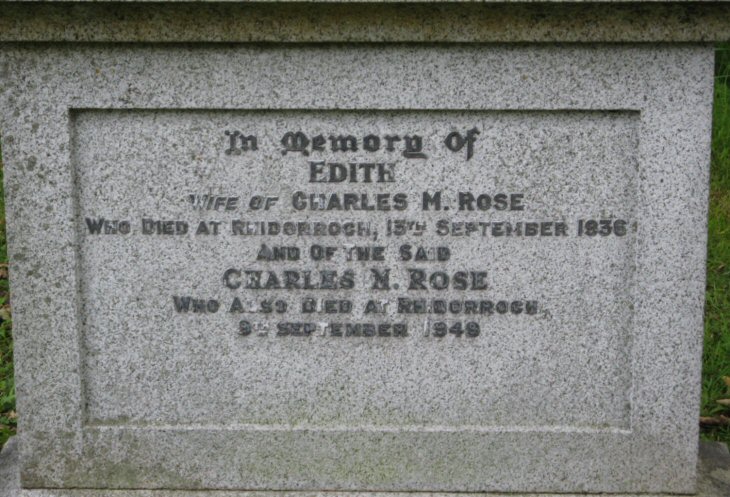 In Memory Of
EDITH
WIFE OF CHARLES M. ROSE
WHO DIED AT RHIDORROCH, 13TH SEPTEMBER 1936
AND OF THE SAID
CHARLES M. ROSE
WHO ALSO DIED AT RHIDORROCH,
9TH SEPTEMBER 1949